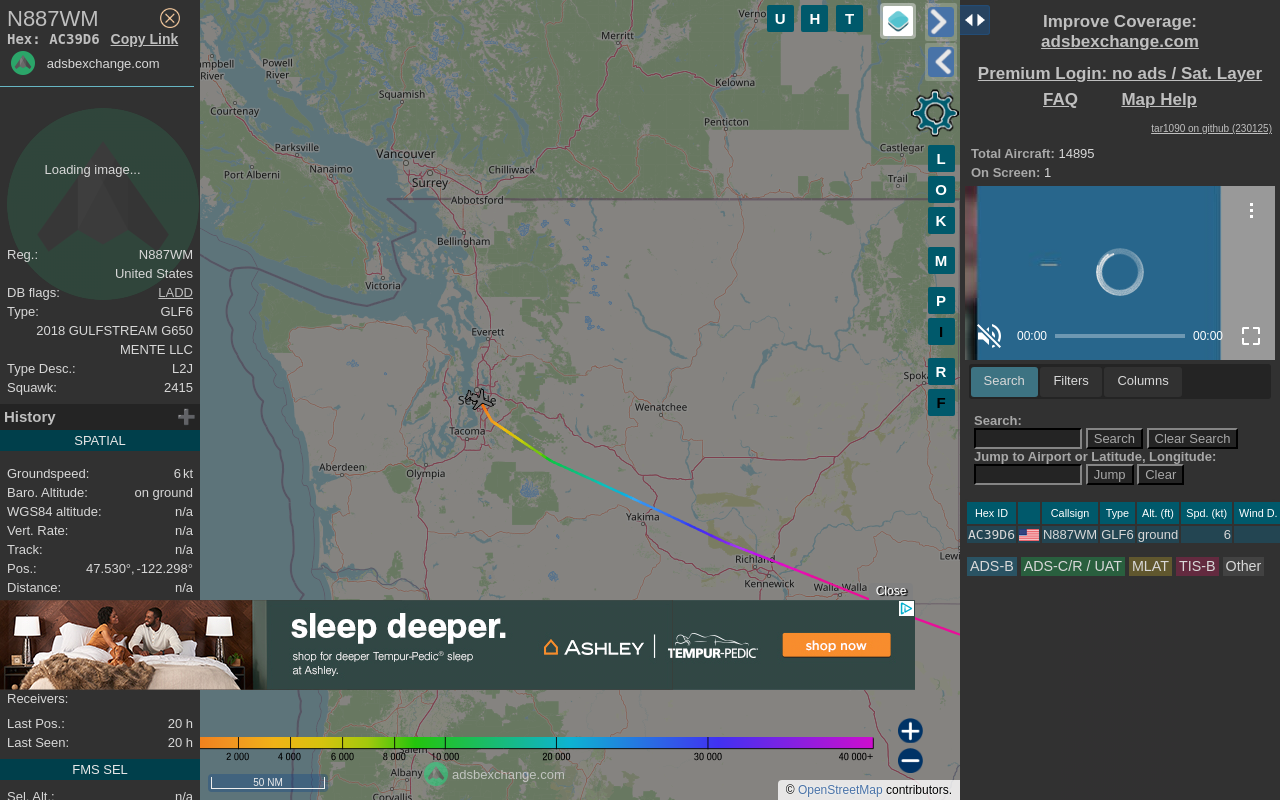 N887WM
Hex: AC39D6 Copy Link
adsbexchange.com
Loading image...
Reg.: N887WM
United States
DB flags: LADD
Type: GLF6
2018 GULFSTREAM G650
MENTE LLC
Type Desc.: L2J
Squawk: 2415
History
SPATIAL
Groundspeed: 6 kt
Baro. Altitude: on ground
WGS84 altitude: n/a
Vert. Rate: n/a
Track: n/a
Pos.: 47.530°, -122.298°
Distance: n/a
Receivers:
Last Pos.: 20 h
Last Seen: 20 h
FMS SEL
Sel. Alt.: n/a
U H T
Merritt
Powell
River
River
Squamish
Kelowna
Courtenay
Penticton
Parksville
Vancouver
Castlegar
Nanaimo
Port Alberni
Chilliwack
Surrey
Trail
Abbotsford
Bellingham
Victoria
Everett
Wenatchee
Tacoma
Aberdeen
Olympia
Yakima
Richland
Kennewick
Walla Walla
L
O
K
M
P
I
R
F
Close
sleep deeper.
shop for deeper Tempur-Pedic® sleep
at Ashley.
ASHLEY
TEMPUR-PEDIC
shop now
2 000 4 000 6 000 8 000 10 000 20 000 30 000 40 000+
Albany
adsbexchange.com
50 NM
Corvallis
© OpenStreetMap contributors.
Improve Coverage:
adsbexchange.com
Premium Login: no ads / Sat. Layer
FAQ Map Help
tar1090 on github (230125)
Total Aircraft: 14895
On Screen: 1
00:00 00:00
Search Filters Columns
Search:
Search Clear Search
Jump to Airport or Latitude, Longitude:
Jump Clear
Hex ID Callsign Type Alt. (ft) Spd. (kt) Wind D.
AC39D6 N887WM GLF6 ground 6
ADS-B ADS-C/R / UAT MLAT TIS-B Other